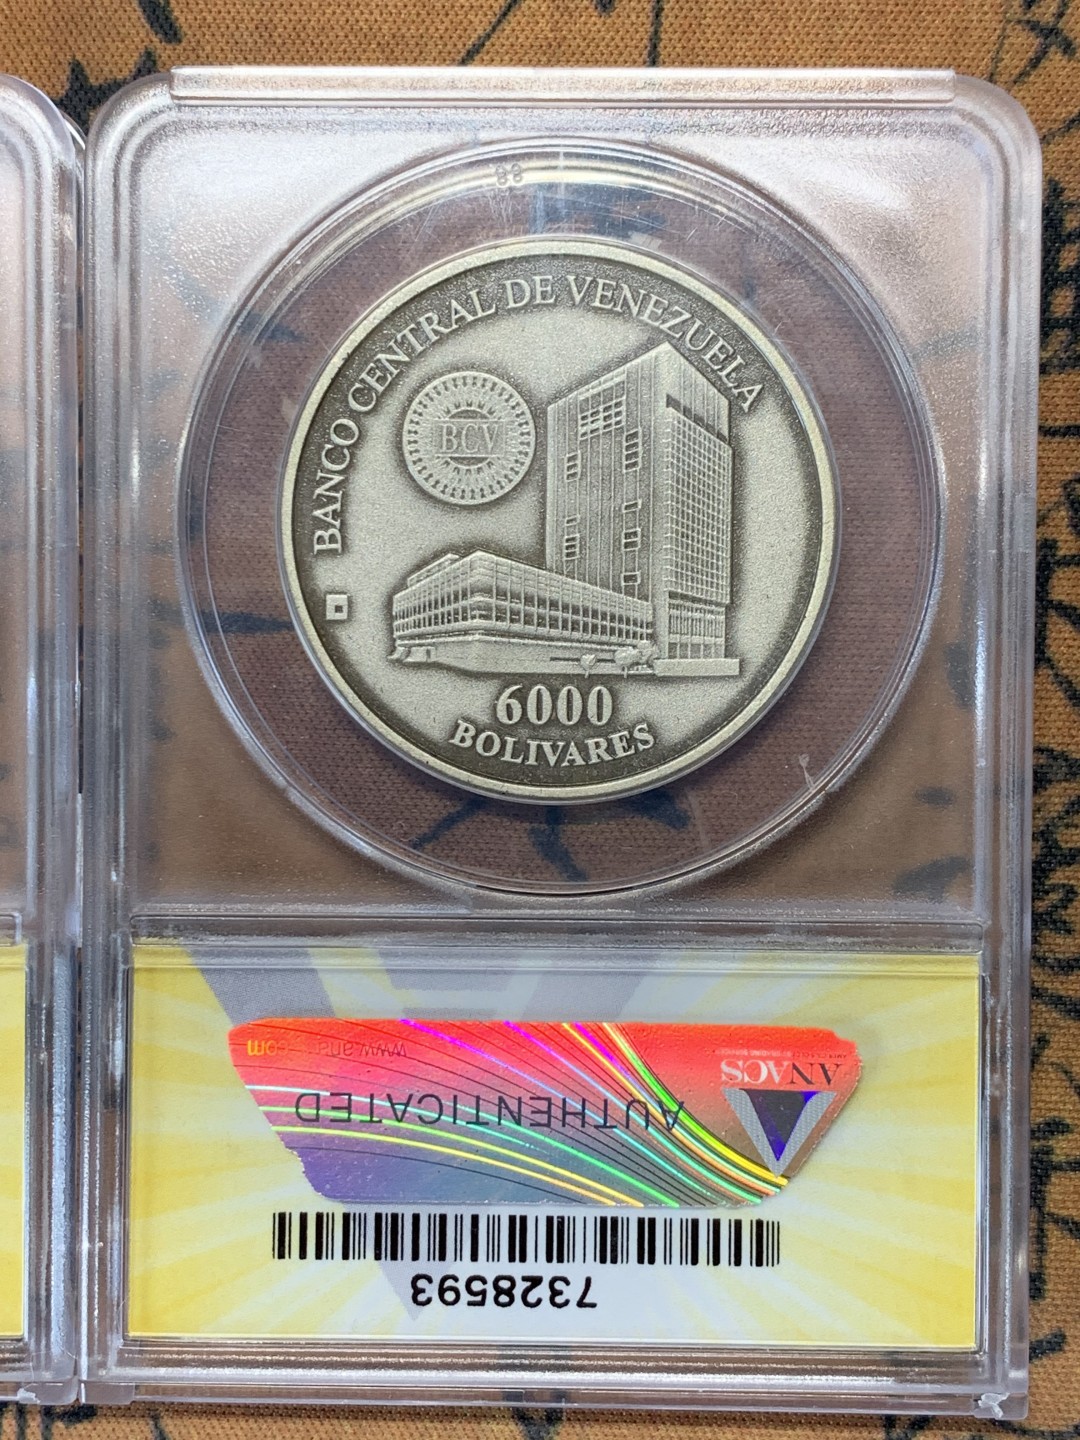 BANCO CENTRAL DE VENEZUELA
BCV
6000
BOLIVARES
ANACS
AUTHENTICATED
7328593